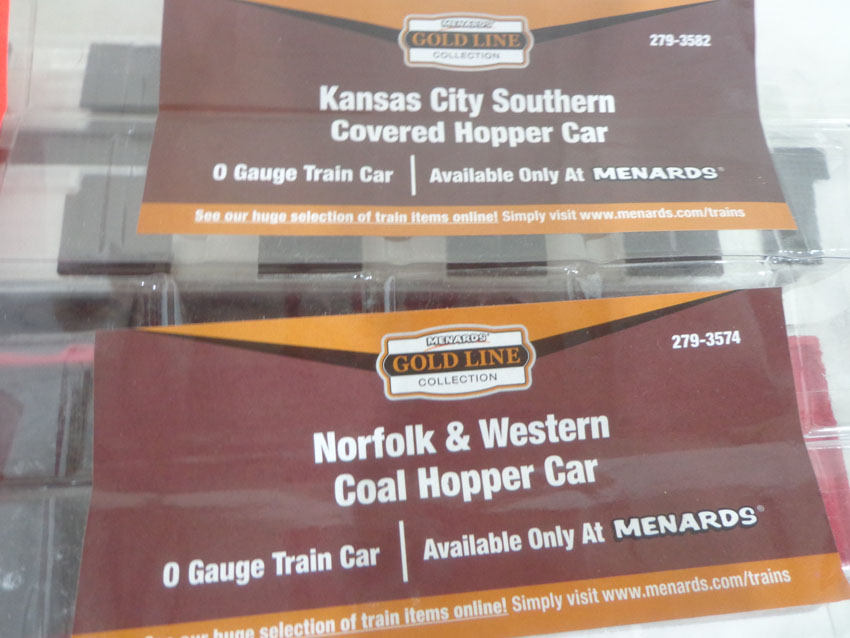 MENARDS
GOLD LINE
COLLECTION
279-3582
Kansas City Southern
Covered Hopper Car
O Gauge Train Car | Available Only At MENARDS®
See our huge selection of train items online! Simply visit www.menards.com/trains
MENARDS®
GOLD LINE
COLLECTION
279-3574
Norfolk & Western
Coal Hopper Car
O Gauge Train Car | Available Only At MENARDS®
See our huge selection of train items online! Simply visit www.menards.com/trains